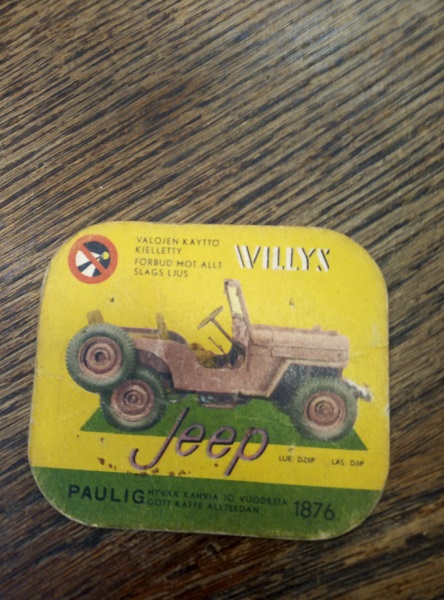 VALOJEN KÄYTTÖ
KIELLETTY
FÖRBUD MOT ALLT
SLAGS LJUS
WILLYS
Jeep
LUE: DZIIP LÄS: DJIP
PAULIG
HYVÄÄ KAHVIA JO VUODESTA
GOTT KAFFE ALLTSEDAN
1876